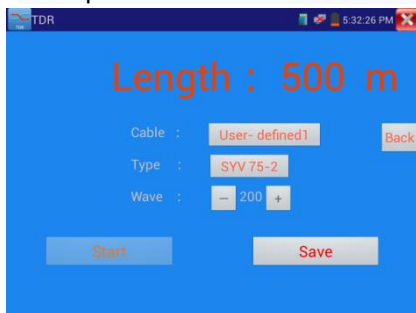 TDR 5:32:26 PM
Length : 500 m
Cable : User- defined1 Back
Type : SYV 75-2
Wave : – 200 +
Start Save